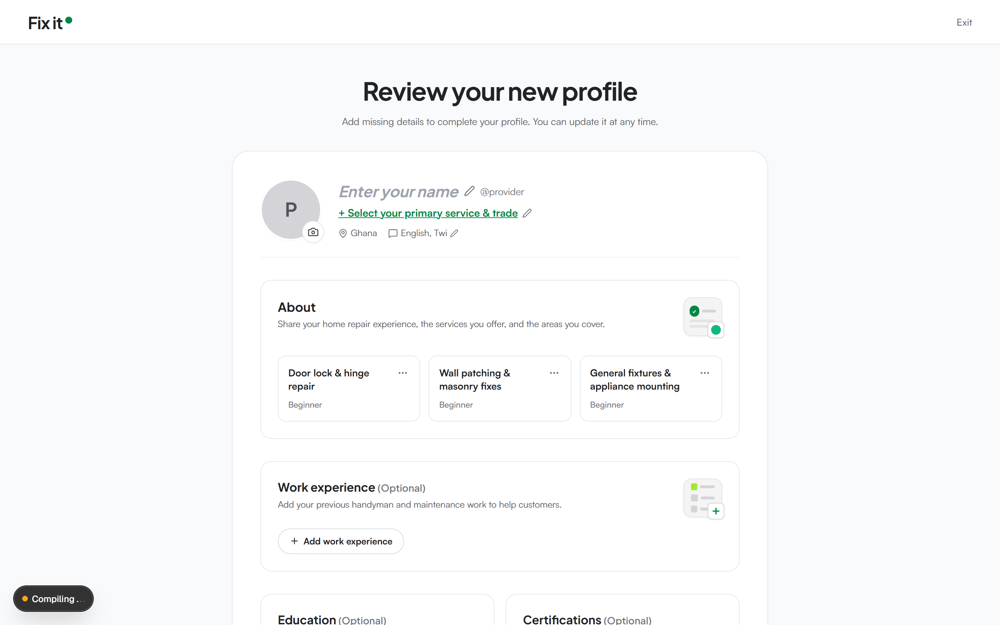 Fix it
Exit
Review your new profile
Add missing details to complete your profile. You can update it at any time.
P
Enter your name @provider
+ Select your primary service & trade
Ghana English, Twi
About
Share your home repair experience, the services you offer, and the areas you cover.
Door lock & hinge
repair
Beginner
Wall patching &
masonry fixes
Beginner
General fixtures &
appliance mounting
Beginner
Work experience (Optional)
Add your previous handyman and maintenance work to help customers.
+ Add work experience
Compiling ...
Education (Optional)
Certifications (Optional)